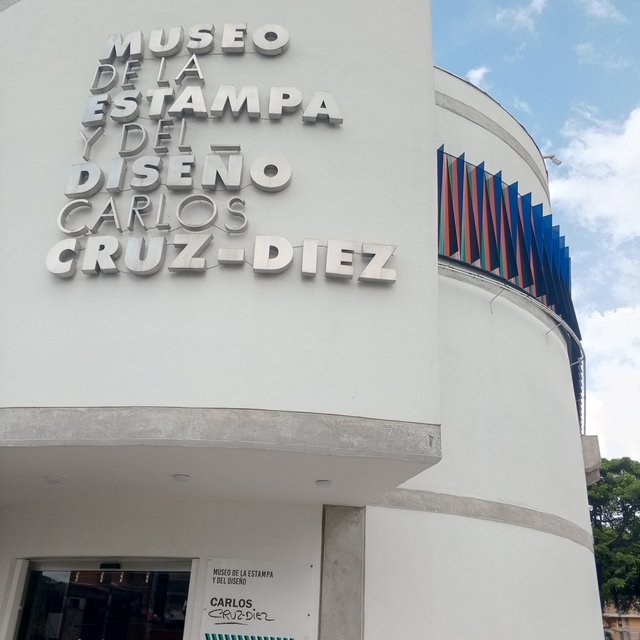 MUSEO
DE LA
ESTAMPA
Y DEL
DISEÑO
CARLOS
CRUZ-DIEZ
MUSEO DE LA ESTAMPA
Y DEL DISEÑO
CARLOS
CRUZ-DIEZ